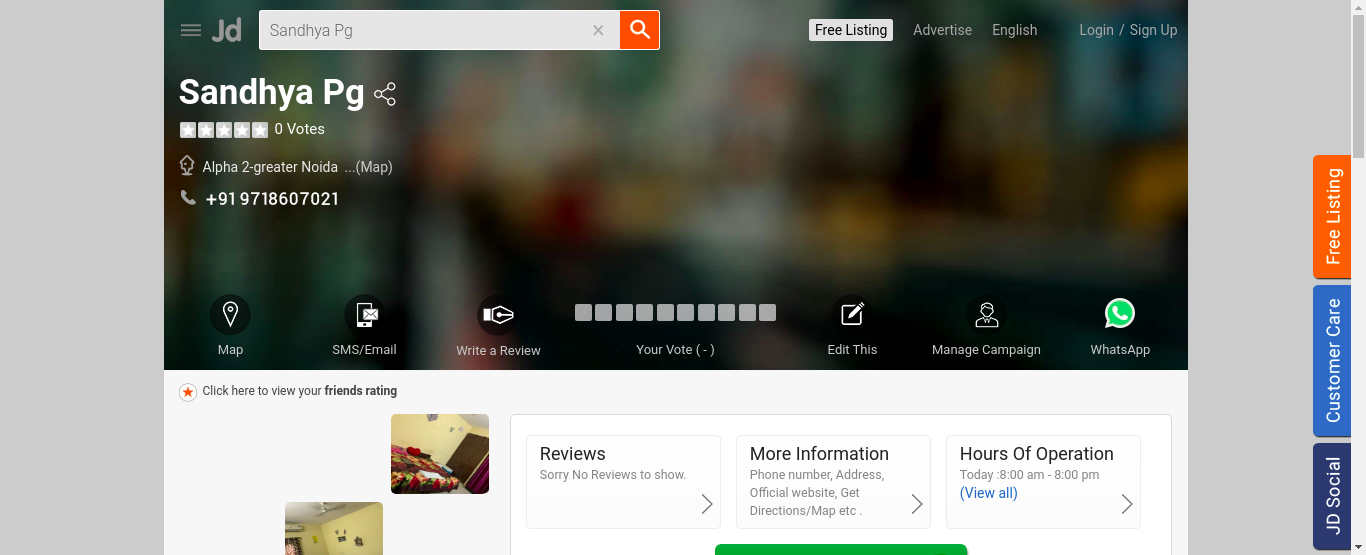 Jd
Sandhya Pg
Free Listing
Advertise
English
Login / Sign Up
Sandhya Pg
0 Votes
Alpha 2-greater Noida ...(Map)
+91 9718607021
Map
SMS/Email
Write a Review
Your Vote ( - )
Edit This
Manage Campaign
WhatsApp
Click here to view your friends rating
Reviews
Sorry No Reviews to show.
More Information
Phone number, Address,
Official website, Get
Directions/Map etc .
Hours Of Operation
Today :8:00 am - 8:00 pm
(View all)
Free Listing
Customer Care
JD Social